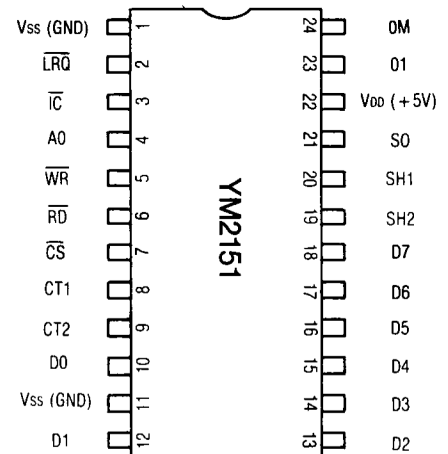 Vss (GND) 1 24 0M
LRQ 2 23 01
IC 3 22 VDD (+5V)
A0 4 21 SO
WR 5 20 SH1
RD 6 19 SH2
CS 7 18 D7
CT1 8 17 D6
CT2 9 16 D5
D0 10 15 D4
Vss (GND) 11 14 D3
D1 12 13 D2
YM2151